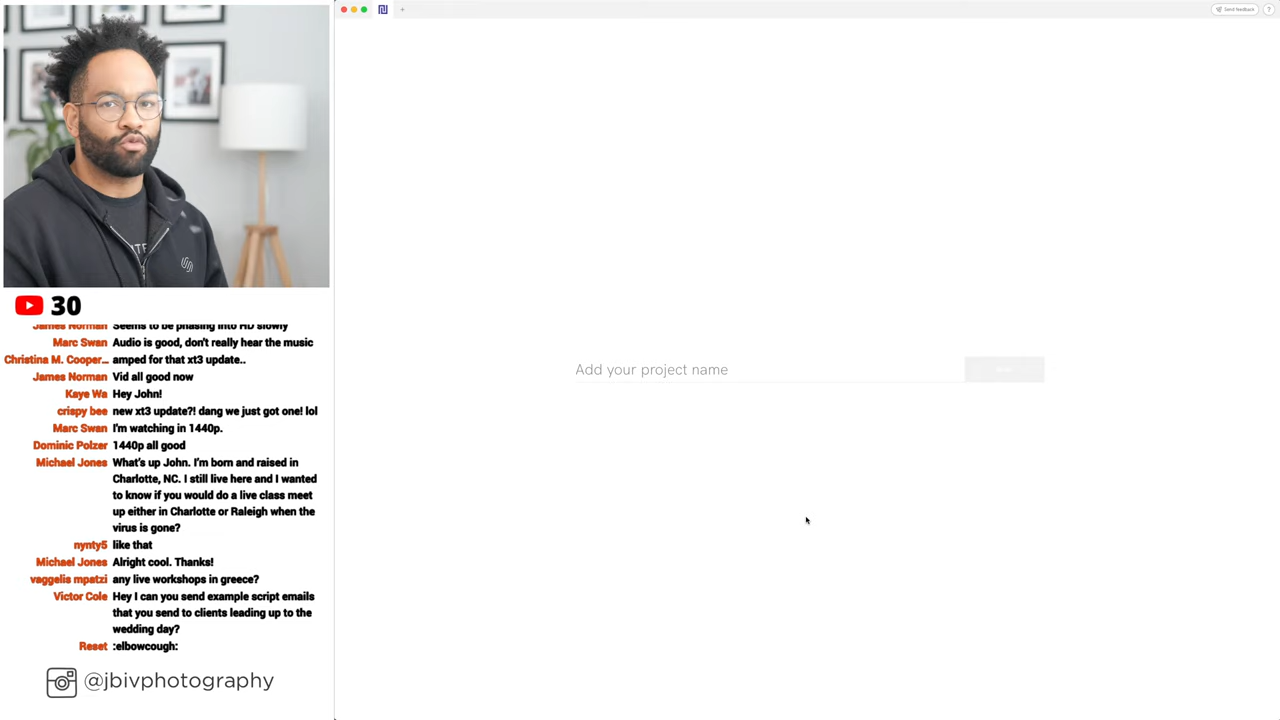 Send feedback
?
Add your project name
30
James Norman Seems to be phasing into HD slowly
Marc Swan Audio is good, don't really hear the music
Christina M. Cooper... amped for that xt3 update..
James Norman Vid all good now
Kaye Wa Hey John!
crispy bee new xt3 update?! dang we just got one! lol
Marc Swan I'm watching in 1440p.
Dominic Polzer 1440p all good
Michael Jones What's up John. I'm born and raised in
Charlotte, NC. I still live here and I wanted
to know if you would do a live class meet
up either in Charlotte or Raleigh when the
virus is gone?
nynty5 like that
Michael Jones Alright cool. Thanks!
vaggelis mpatzi any live workshops in greece?
Victor Cole Hey I can you send example script emails
that you send to clients leading up to the
wedding day?
Reset :elbowcough:
@jbivphotography